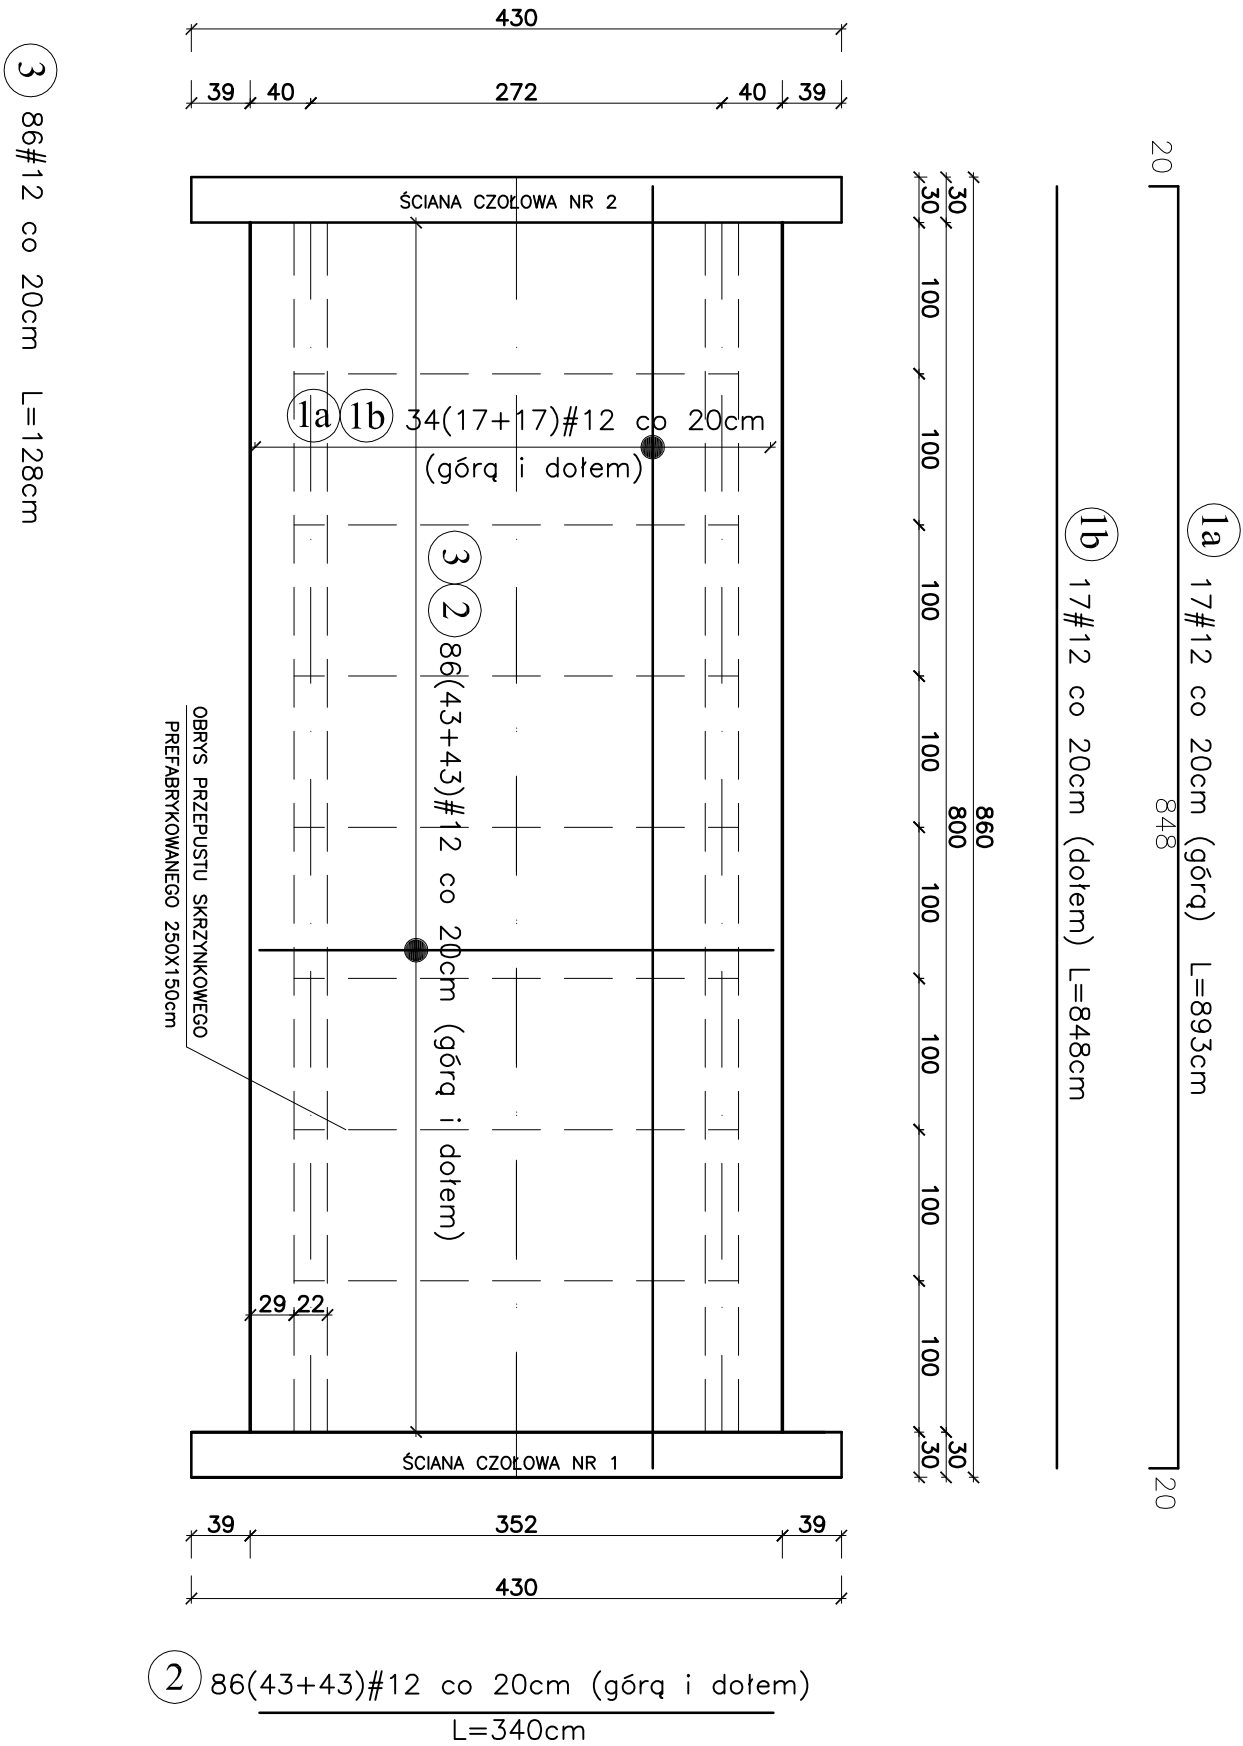 430
39 40 272 40 39
ŚCIANA CZOŁOWA NR 2
1a 1b 34(17+17)#12 co 20cm
(górą i dołem)
3 2 86(43+43)#12 co 20cm (górą i dołem)
OBRYS PRZEPUSTU SKRZYNKOWEGO
PREFABRYKOWANEGO 250X150cm
29 22
ŚCIANA CZOŁOWA NR 1
39 352 39
430
2 86(43+43)#12 co 20cm (górą i dołem)
L=340cm
3 86#12 co 20cm L=128cm
30 100 100 100 100 100 100 100 100 30
30 800 30
860
1b 17#12 co 20cm (dołem) L=848cm
20 848 20
1a 17#12 co 20cm (górą) L=893cm